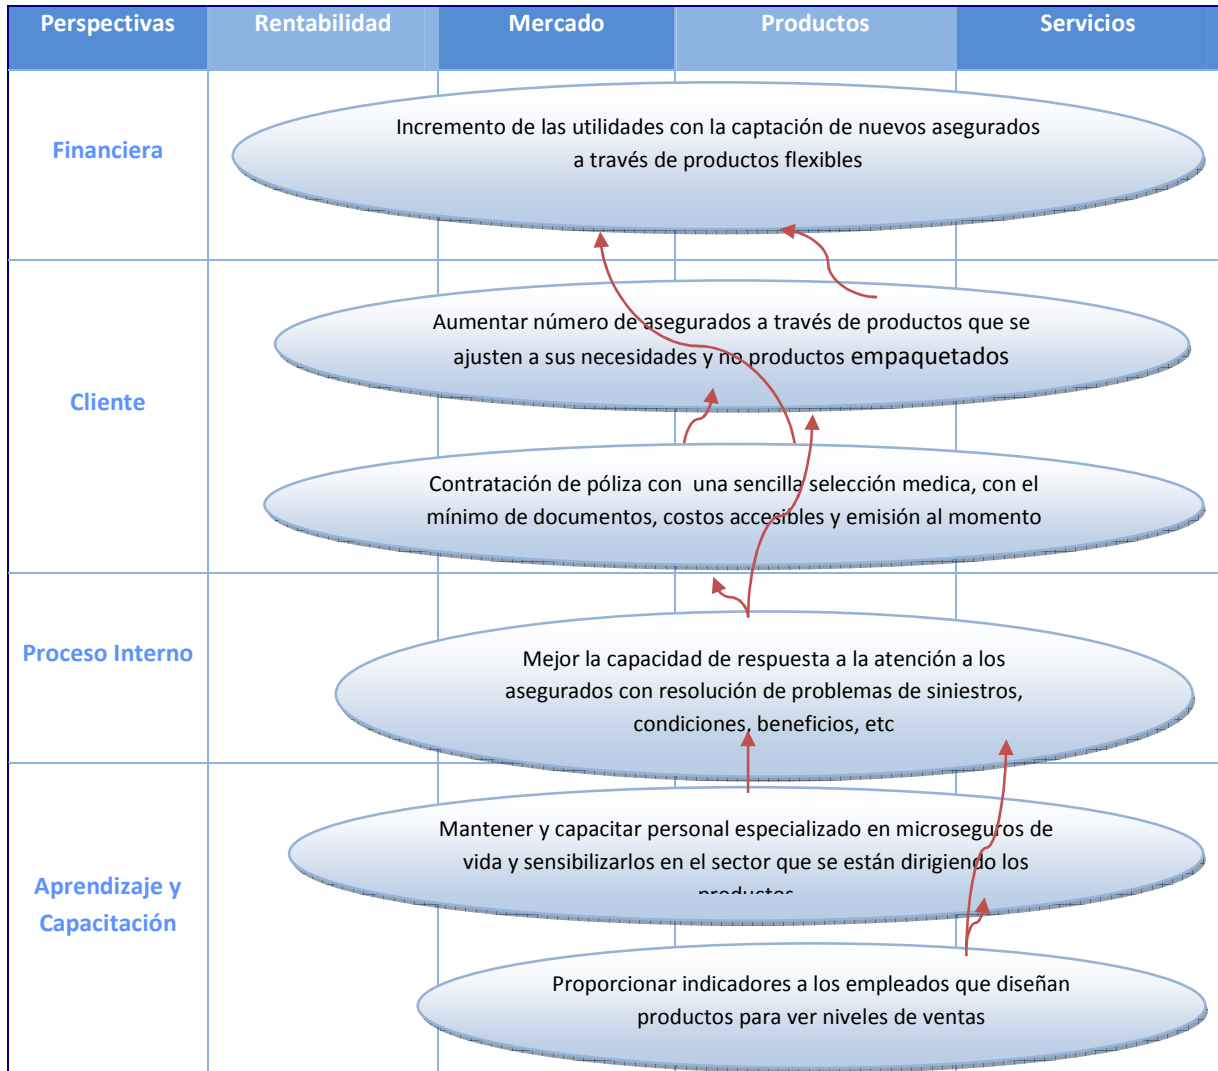 Perspectivas Rentabilidad Mercado Productos Servicios
Financiera
Incremento de las utilidades con la captación de nuevos asegurados
a través de productos flexibles
Cliente
Aumentar número de asegurados a través de productos que se
ajusten a sus necesidades y no productos empaquetados
Contratación de póliza con una sencilla selección medica, con el
mínimo de documentos, costos accesibles y emisión al momento
Proceso Interno
Mejor la capacidad de respuesta a la atención a los
asegurados con resolución de problemas de siniestros,
condiciones, beneficios, etc
Aprendizaje y
Capacitación
Mantener y capacitar personal especializado en microseguros de
vida y sensibilizarlos en el sector que se están dirigiendo los
productos
Proporcionar indicadores a los empleados que diseñan
productos para ver niveles de ventas